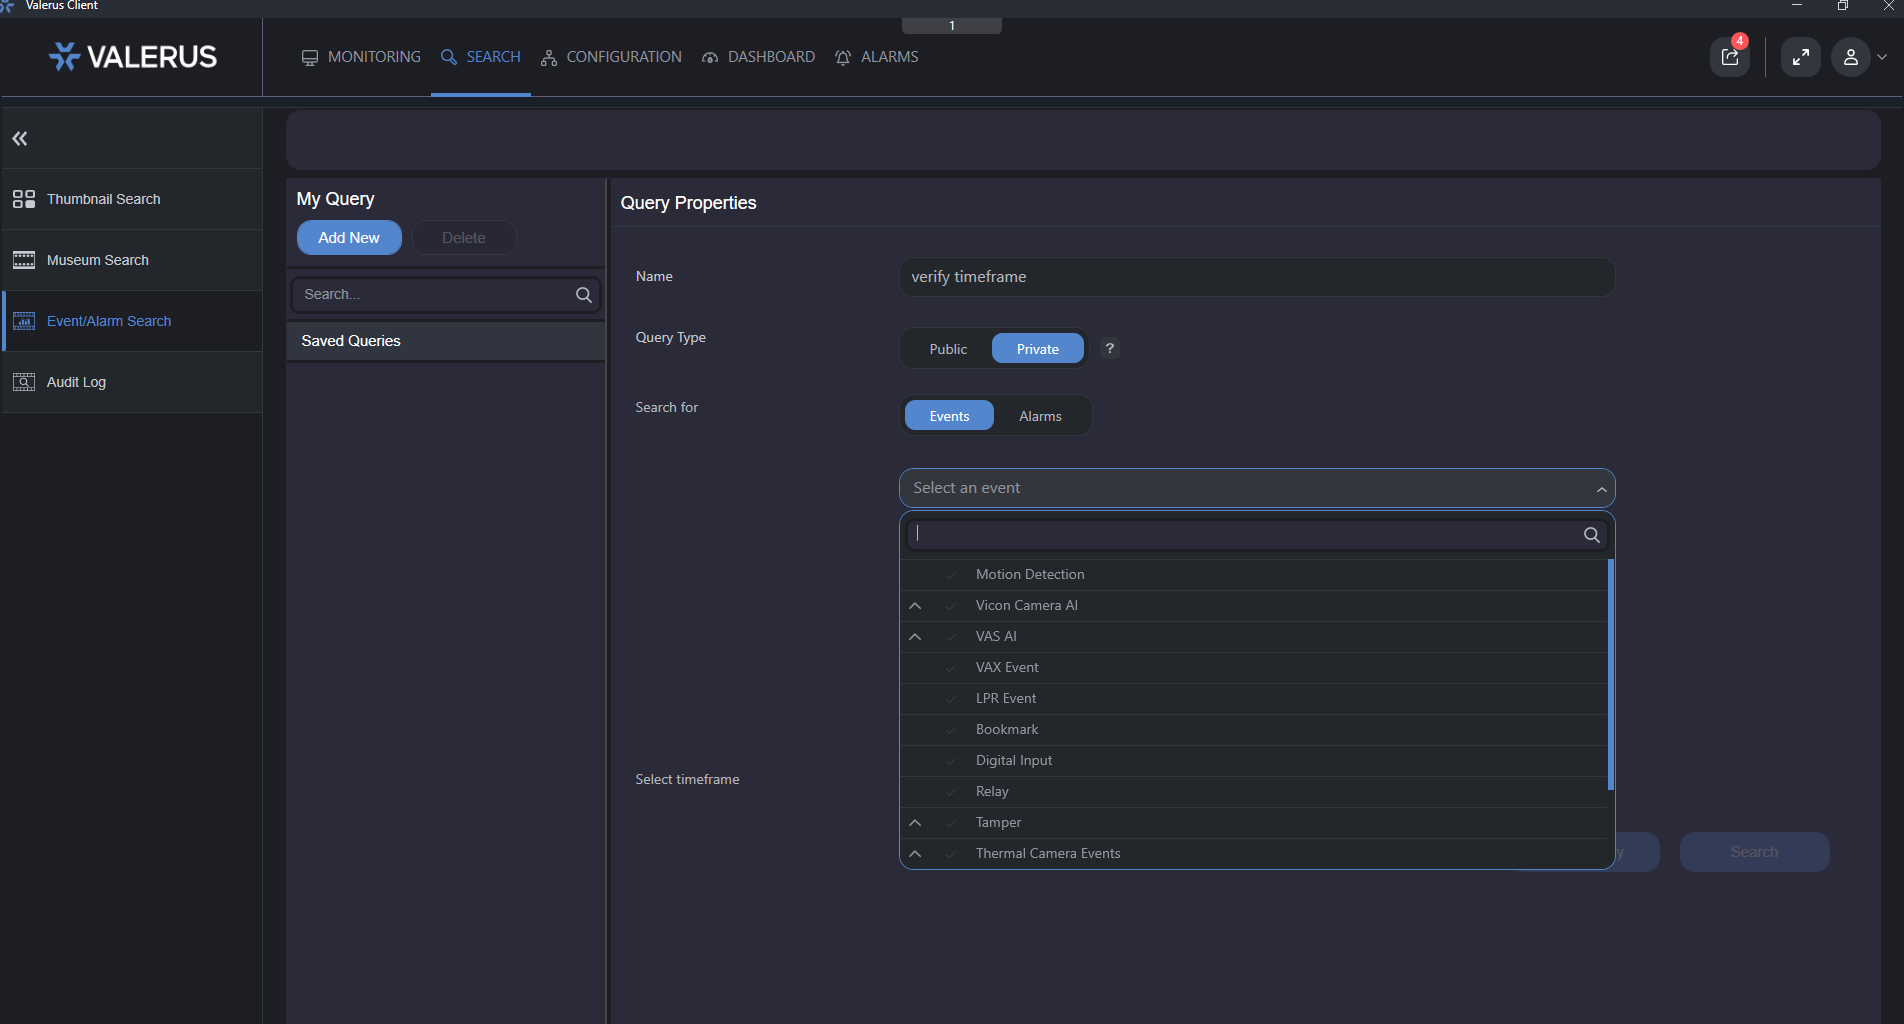 Valerus Client
1
VALERUS
MONITORING
SEARCH
CONFIGURATION
DASHBOARD
ALARMS
4
Thumbnail Search
Museum Search
Event/Alarm Search
Audit Log
My Query
Add New
Delete
Search...
Saved Queries
Query Properties
Name
verify timeframe
Query Type
Public
Private
?
Search for
Events
Alarms
Select an event
Motion Detection
Vicon Camera AI
VAS AI
VAX Event
LPR Event
Bookmark
Digital Input
Relay
Tamper
Thermal Camera Events
Select timeframe
y
Search